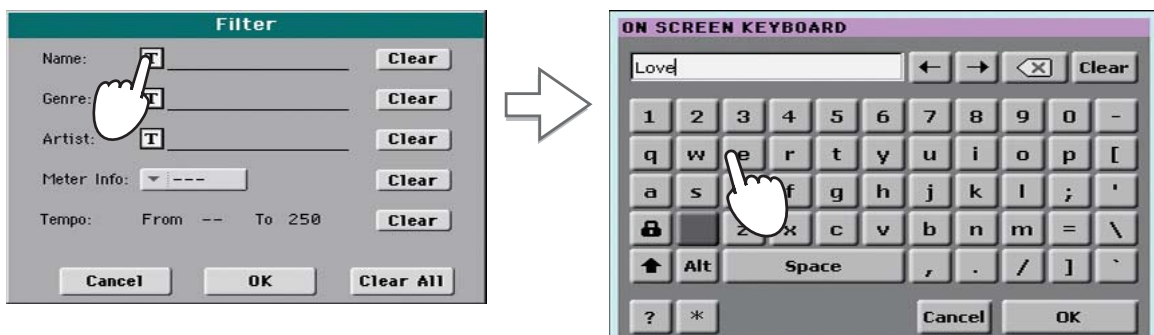 Filter
Name: T Clear
Genre: T Clear
Artist: T Clear
Meter Info: --- Clear
Tempo: From -- To 250 Clear
Cancel OK Clear All
ON SCREEN KEYBOARD
Love ← → Clear
1 2 3 4 5 6 7 8 9 0 -
q w e r t y u i o p [
a s f g h j k l ; '
z x c v b n m = \
Alt Space , . / ] `
? * Cancel OK